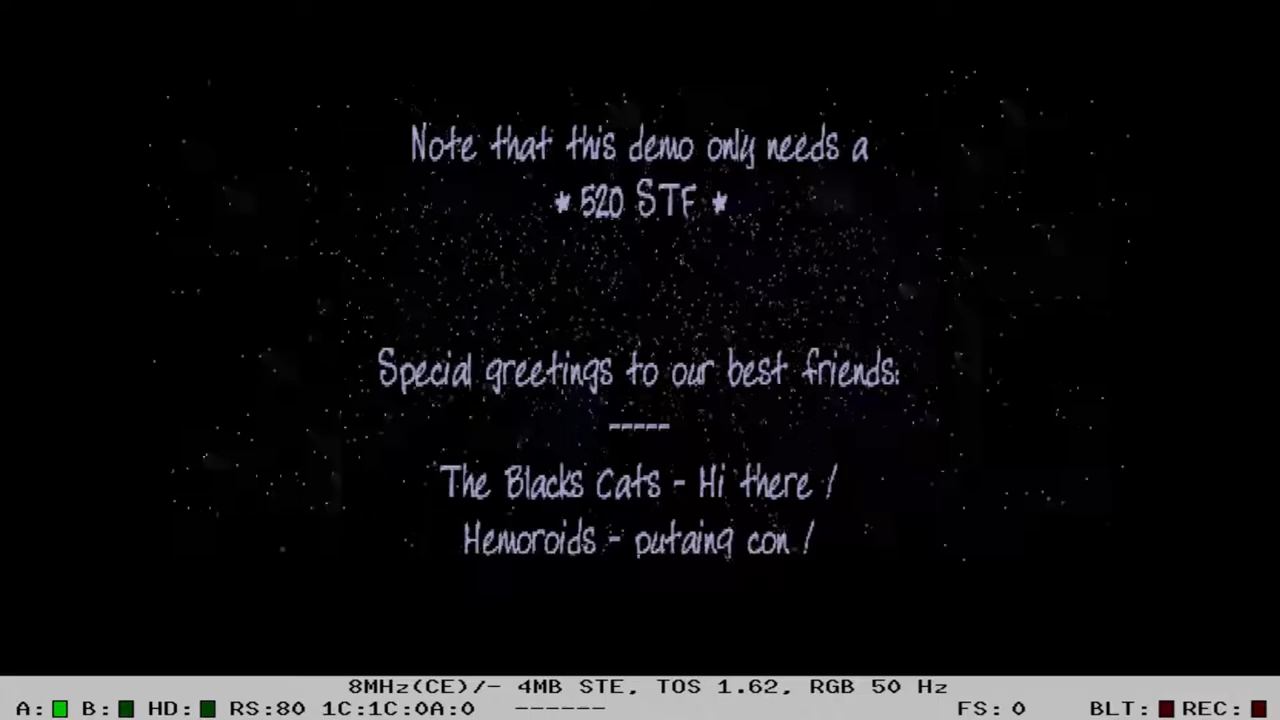 Note that this demo only needs a
* 520 STF *
Special greetings to our best friends:
-----
The Blacks Cats - Hi there !
Hemoroids - putaing con !
8MHz(CE)/- 4MB STE, TOS 1.62, RGB 50 Hz
A: B: HD: RS:80 1C:1C:0A:0 ------ FS: 0 BLT: REC: